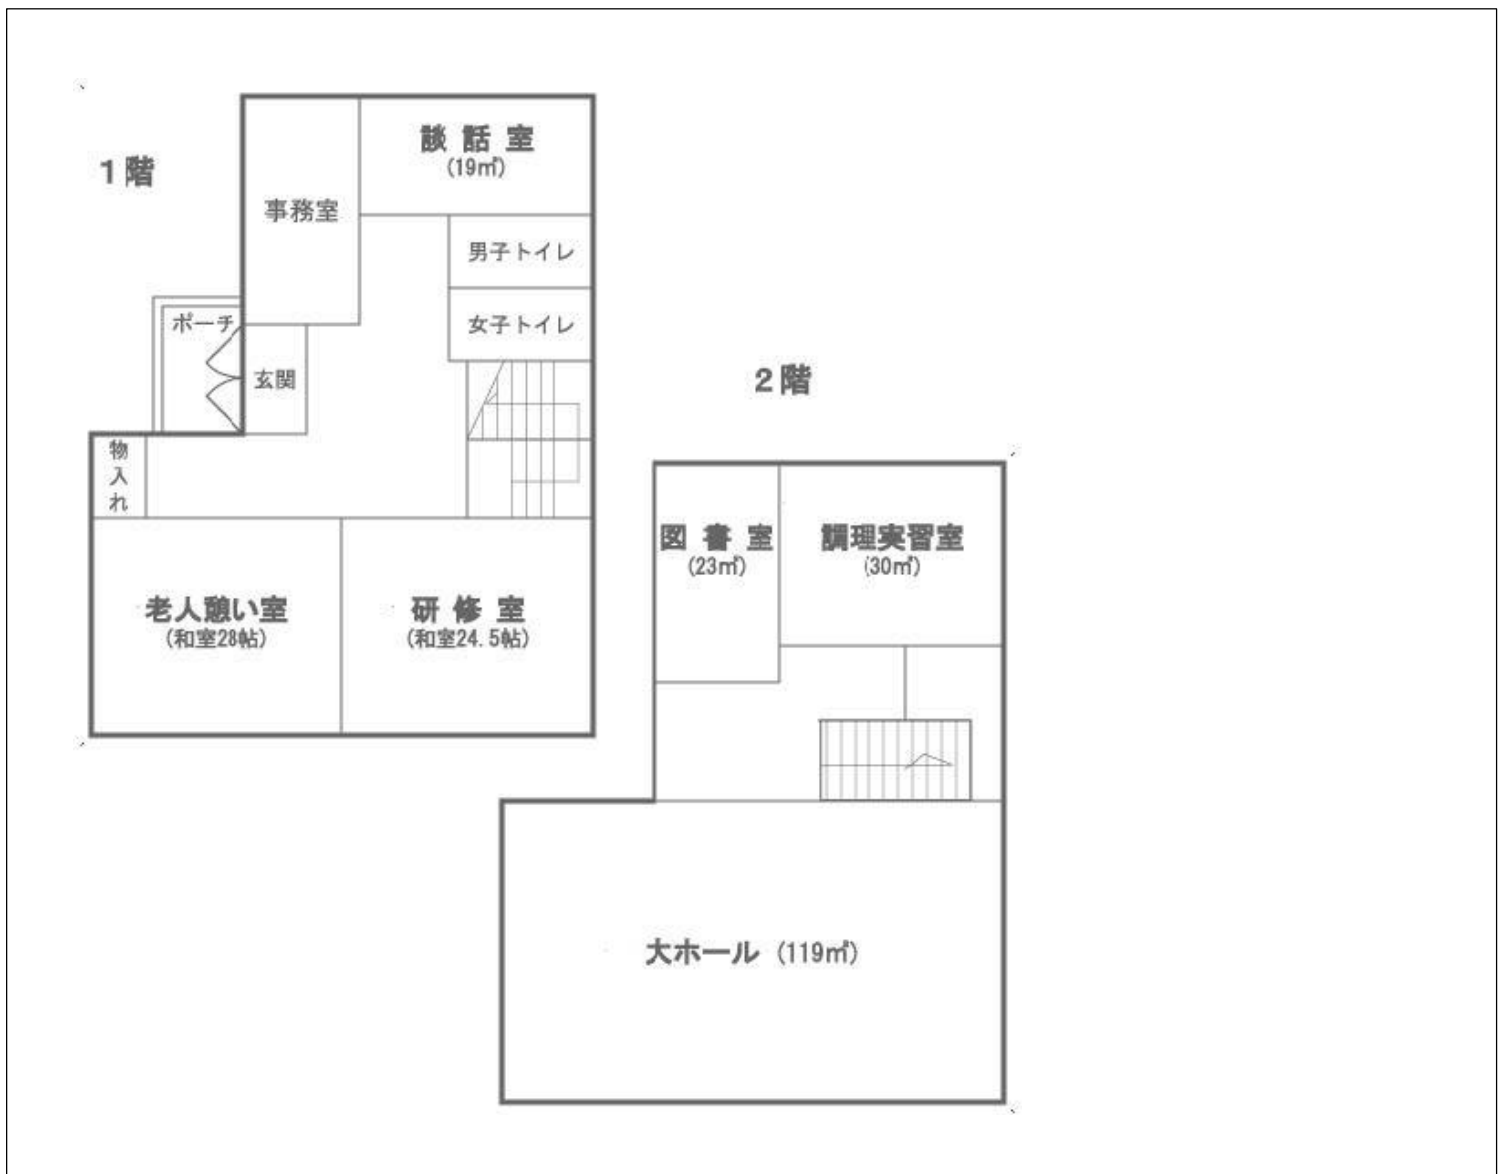 1階
談話室
(19㎡)
事務室
男子トイレ
女子トイレ
ポーチ
玄関
物入れ
老人憩い室
(和室28帖)
研修室
(和室24.5帖)
2階
図書室
(23㎡)
調理実習室
(30㎡)
大ホール (119㎡)